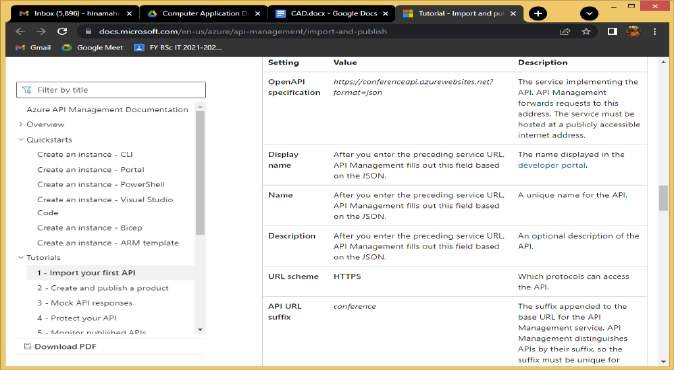 Inbox (5,896) - hinamah
Computer Application D
CAD.docx - Google Docs
Tutorial - Import and pu
docs.microsoft.com/en-us/azure/api-management/import-and-publish
Gmail
Google Meet
FY BSc IT 2021-202...
Filter by title
Azure API Management Documentation
Overview
Quickstarts
Create an instance - CLI
Create an instance - Portal
Create an instance - PowerShell
Create an instance - Visual Studio
Code
Create an instance - Bicep
Create an instance - ARM template
Tutorials
1 - Import your first API
2 - Create and publish a product
3 - Mock API responses
4 - Protect your API
5 - Monitor published APIs
Download PDF
Setting Value Description
OpenAPI
specification
https://conferenceapi.azurewebsites.net?
format=json
The service implementing the
API. API Management
forwards requests to this
address. The service must be
hosted at a publicly accessible
internet address.
Display
name
After you enter the preceding service URL,
API Management fills out this field based
on the JSON.
The name displayed in the
developer portal.
Name
After you enter the preceding service URL,
API Management fills out this field based
on the JSON.
A unique name for the API.
Description
After you enter the preceding service URL,
API Management fills out this field based
on the JSON.
An optional description of the
API.
URL scheme
HTTPS
Which protocols can access
the API.
API URL
suffix
conference
The suffix appended to the
base URL for the API
Management service. API
Management distinguishes
APIs by their suffix, so the
suffix must be unique for